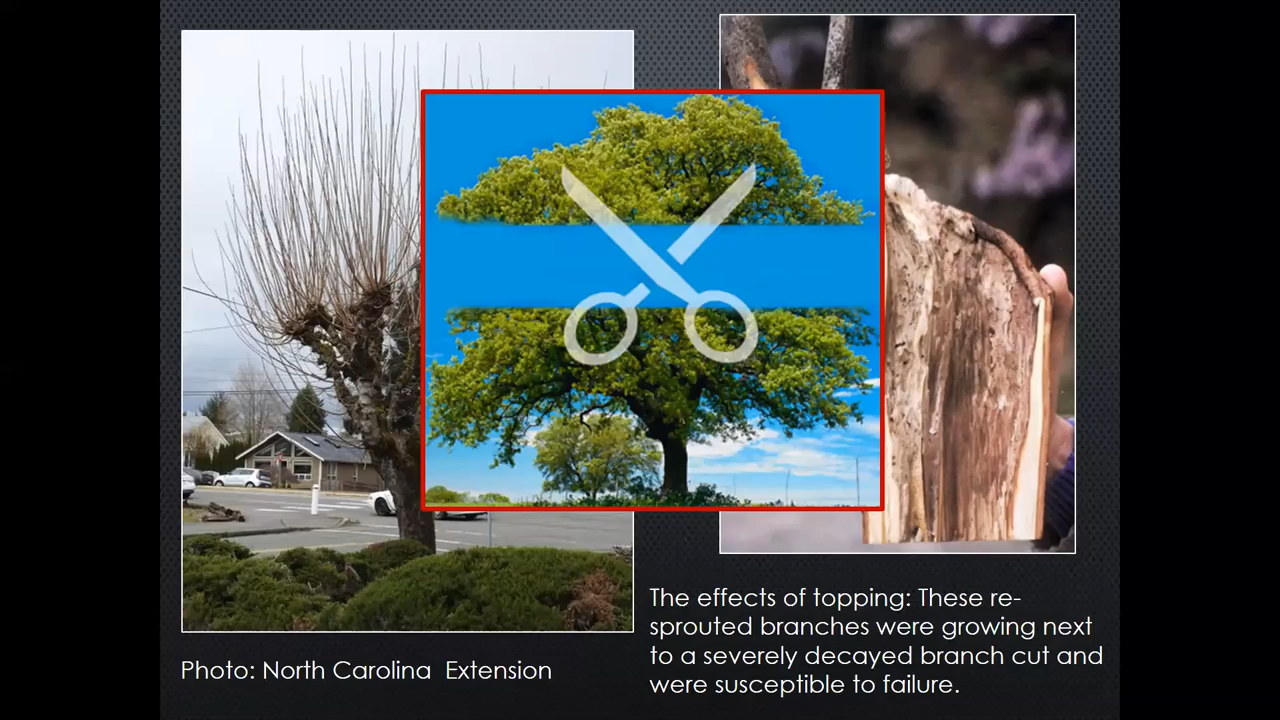 Photo: North Carolina  Extension
The effects of topping: These re-
sprouted branches were growing next
to a severely decayed branch cut and
were susceptible to failure.